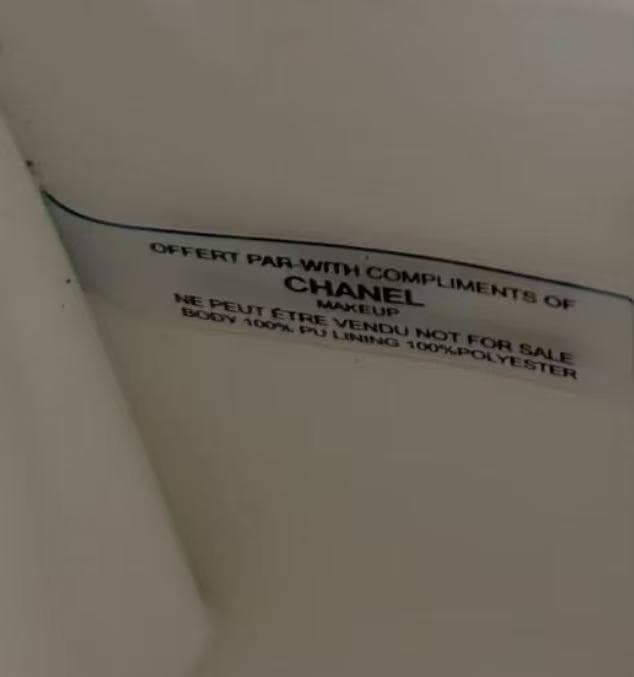 OFFERT PAR-WITH COMPLIMENTS OF
CHANEL
MAKEUP
NE PEUT ÊTRE VENDU NOT FOR SALE
BODY 100% PU LINING 100%POLYESTER